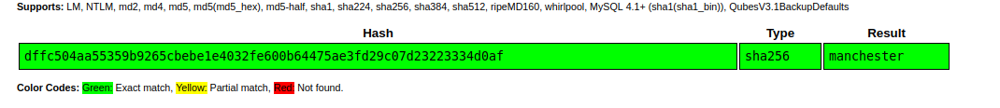 Supports: LM, NTLM, md2, md4, md5, md5(md5_hex), md5-half, sha1, sha224, sha256, sha384, sha512, ripeMD160, whirlpool, MySQL 4.1+ (sha1(sha1_bin)), QubesV3.1BackupDefaults
Hash Type Result
dffc504aa55359b9265cbebe1e4032fe600b64475ae3fd29c07d23223334d0af sha256 manchester
Color Codes: Green: Exact match, Yellow: Partial match, Red: Not found.